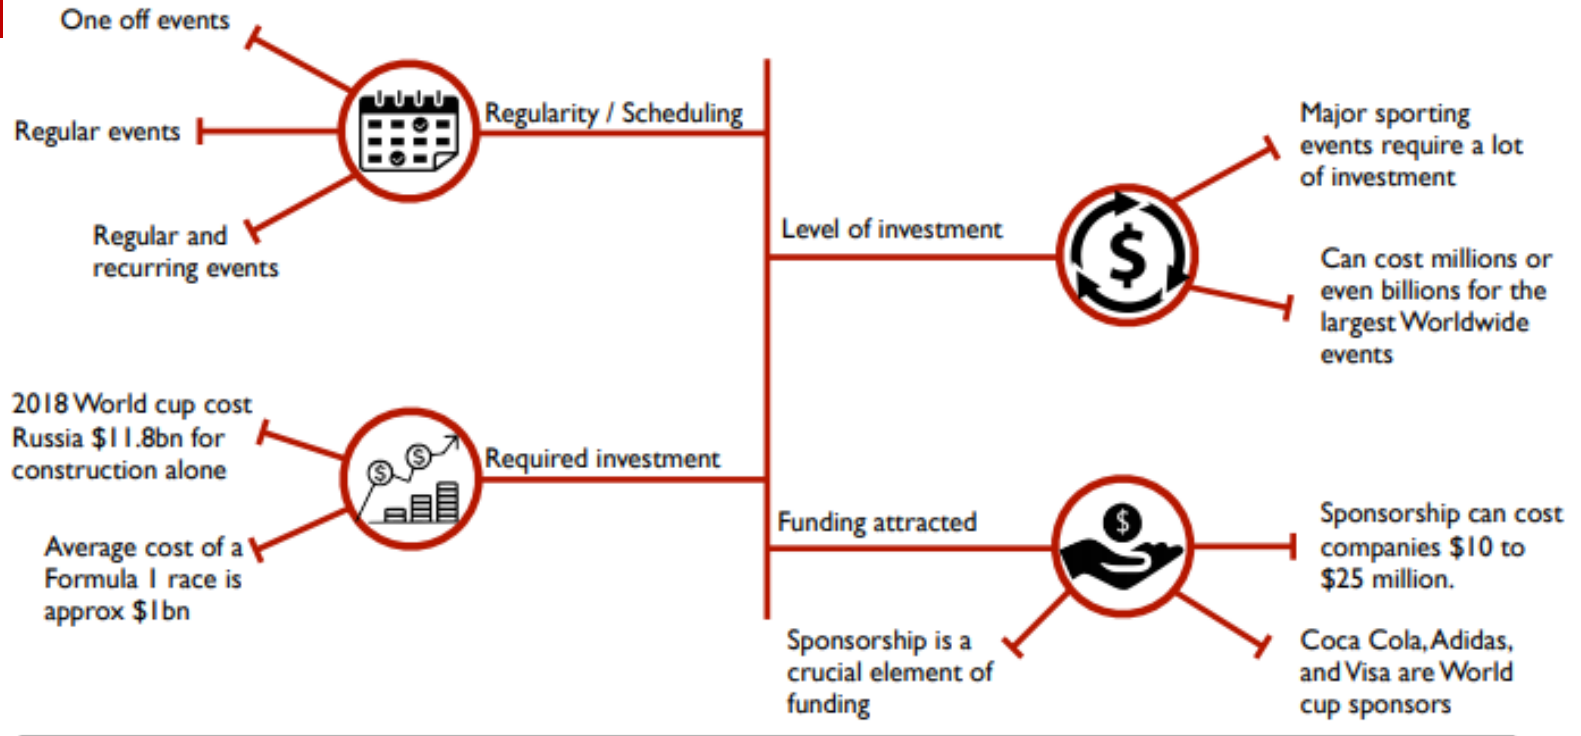 One off events
Regular events
Regular and
recurring events
Regularity / Scheduling
Level of investment
Major sporting
events require a lot
of investment
Can cost millions or
even billions for the
largest Worldwide
events
2018 World cup cost
Russia $11.8bn for
construction alone
Average cost of a
Formula 1 race is
approx $1bn
Required investment
Funding attracted
Sponsorship can cost
companies $10 to
$25 million.
Sponsorship is a
crucial element of
funding
Coca Cola, Adidas,
and Visa are World
cup sponsors